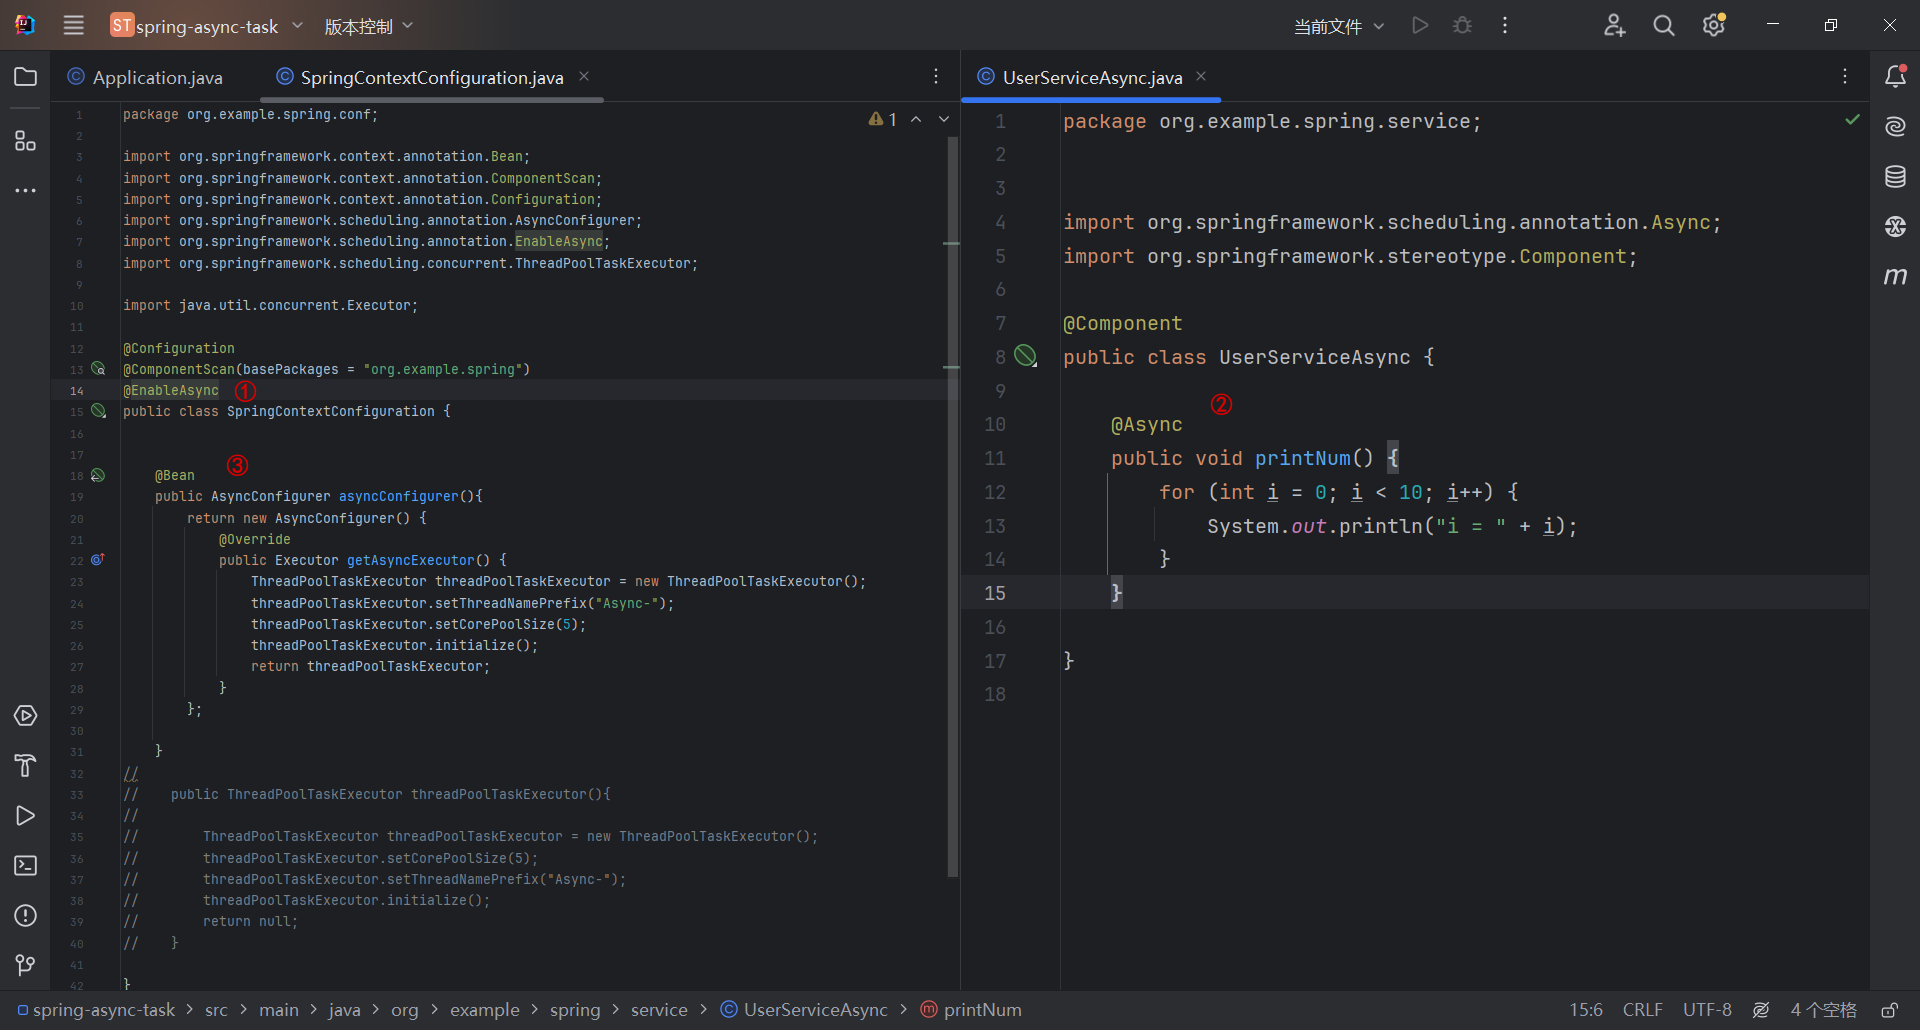 ST spring-async-task 版本控制 当前文件
Application.java SpringContextConfiguration.java
1 package org.example.spring.conf;
⚠ 1
2
3 import org.springframework.context.annotation.Bean;
4 import org.springframework.context.annotation.ComponentScan;
5 import org.springframework.context.annotation.Configuration;
6 import org.springframework.scheduling.annotation.AsyncConfigurer;
7 import org.springframework.scheduling.annotation.EnableAsync;
8 import org.springframework.scheduling.concurrent.ThreadPoolTaskExecutor;
9
10 import java.util.concurrent.Executor;
11
12 @Configuration
13 @ComponentScan(basePackages = "org.example.spring")
14 @EnableAsync ①
15 public class SpringContextConfiguration {
16
17
18 @Bean ③
19 public AsyncConfigurer asyncConfigurer(){
20 return new AsyncConfigurer() {
21 @Override
22 public Executor getAsyncExecutor() {
23 ThreadPoolTaskExecutor threadPoolTaskExecutor = new ThreadPoolTaskExecutor();
24 threadPoolTaskExecutor.setThreadNamePrefix("Async-");
25 threadPoolTaskExecutor.setCorePoolSize(5);
26 threadPoolTaskExecutor.initialize();
27 return threadPoolTaskExecutor;
28 }
29 };
30
31 }
32 //
33 // public ThreadPoolTaskExecutor threadPoolTaskExecutor(){
34 //
35 // ThreadPoolTaskExecutor threadPoolTaskExecutor = new ThreadPoolTaskExecutor();
36 // threadPoolTaskExecutor.setCorePoolSize(5);
37 // threadPoolTaskExecutor.setThreadNamePrefix("Async-");
38 // threadPoolTaskExecutor.initialize();
39 // return null;
40 // }
41
42 }
UserServiceAsync.java
1 package org.example.spring.service;
2
3
4 import org.springframework.scheduling.annotation.Async;
5 import org.springframework.stereotype.Component;
6
7 @Component
8 public class UserServiceAsync {
9
②
10 @Async
11 public void printNum() {
12 for (int i = 0; i < 10; i++) {
13 System.out.println("i = " + i);
14 }
15 }
16
17 }
18
m
spring-async-task > src > main > java > org > example > spring > service > UserServiceAsync > printNum
15:6 CRLF UTF-8 4 个空格